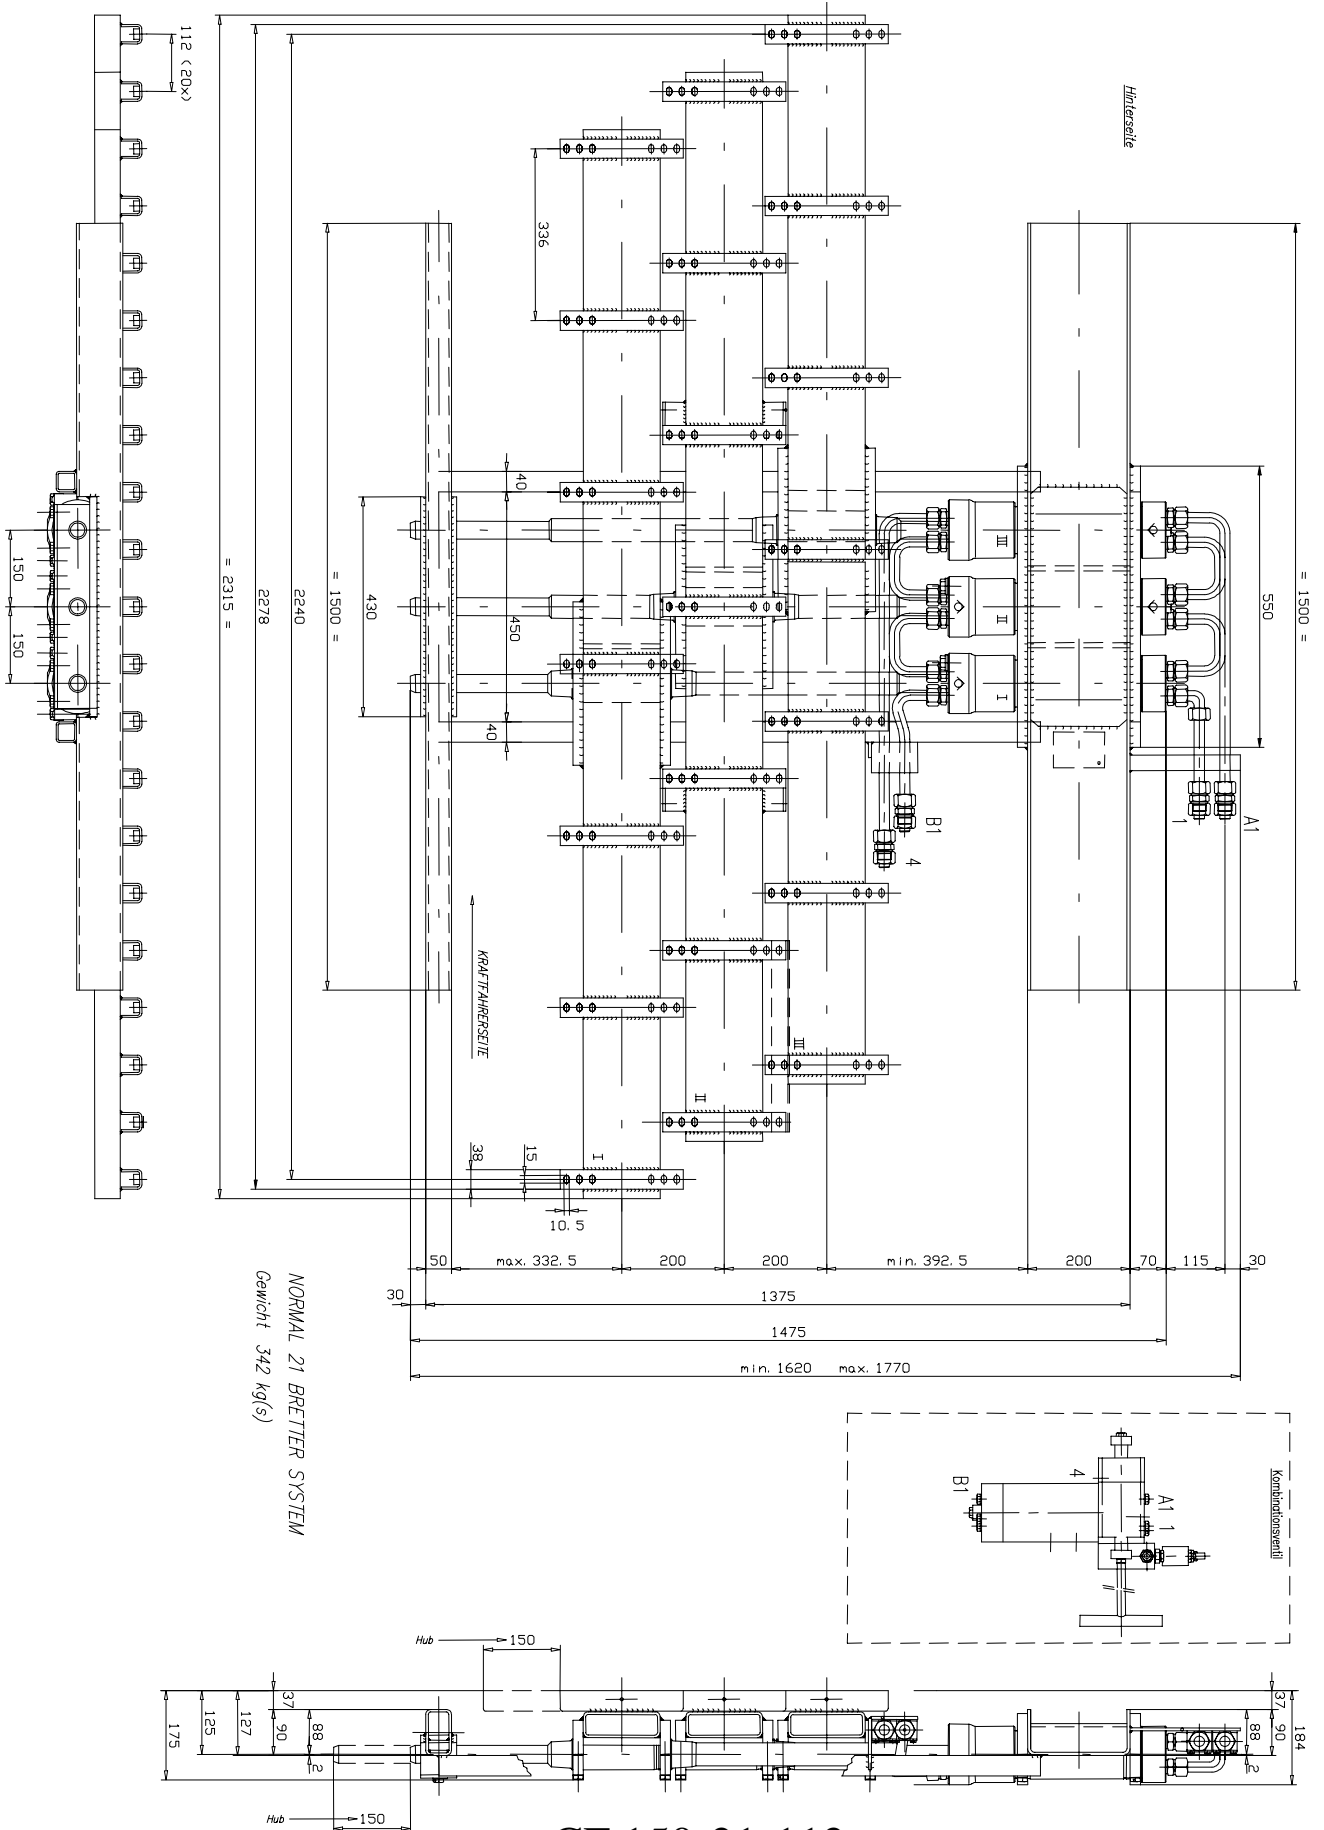 112 (20x)
Hinterseite
= 1500 =
550
336
40
450
40
430
= 1500 =
2240
2278
= 2315 =
150
150
III
II
I
A1
1
B1
4
KRAFTFAHRERSEITE
III
II
I
38
15
10.5
50
max. 332.5
200
200
min. 392.5
200
70
115
30
30
1375
1475
min. 1620 max. 1770
NORMAL 21 BRETTER SYSTEM
Gewicht 342 kg(s)
Kombinationsventil
A1
1
4
B1
Hub
150
37
90
88
2
127
125
175
37
90
88
2
184
Hub
150